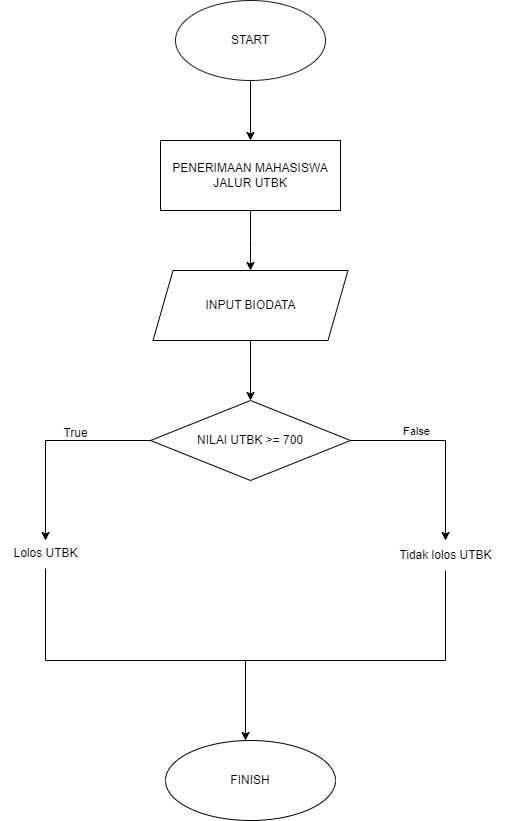 START
PENERIMAAN MAHASISWA
JALUR UTBK
INPUT BIODATA
NILAI UTBK >= 700
True
False
Lolos UTBK
Tidak lolos UTBK
FINISH